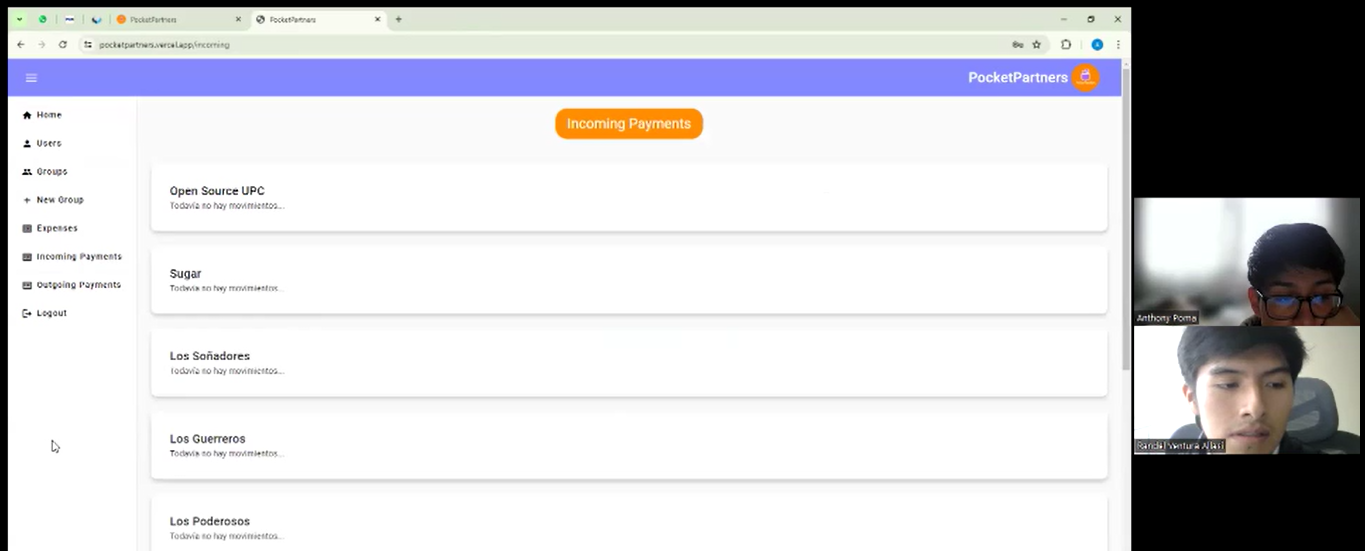 PocketPartners
PocketPartners
pocketpartners.vercel.app/incoming
PocketPartners
Home
Users
Groups
New Group
Expenses
Incoming Payments
Outgoing Payments
Logout
Incoming Payments
Open Source UPC
Todavía no hay movimientos...
Sugar
Todavía no hay movimientos...
Los Soñadores
Todavía no hay movimientos...
Los Guerreros
Todavía no hay movimientos...
Los Poderosos
Todavía no hay movimientos...
Anthony Poma
Ventura